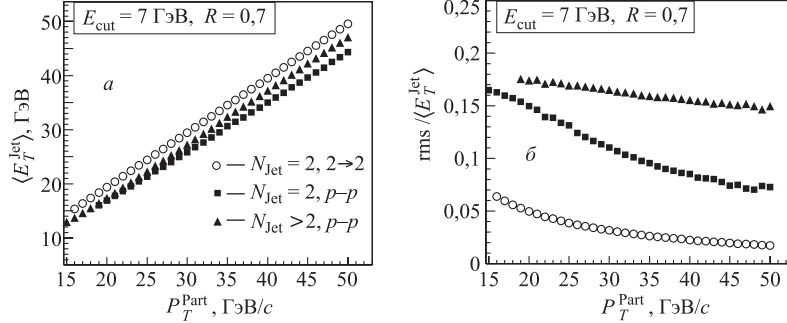 E_cut = 7 ГэВ, R = 0,7
а
⟨E_T^Jet⟩, ГэВ
50
40
30
20
10
○ — N_Jet = 2, 2→2
■ — N_Jet = 2, p–p
▲ — N_Jet > 2, p–p
15 20 25 30 35 40 45 50
P_T^Part, ГэВ/c
E_cut = 7 ГэВ, R = 0,7
б
rms/⟨E_T^Jet⟩
0,25
0,2
0,15
0,1
0,05
0
15 20 25 30 35 40 45 50
P_T^Part, ГэВ/c